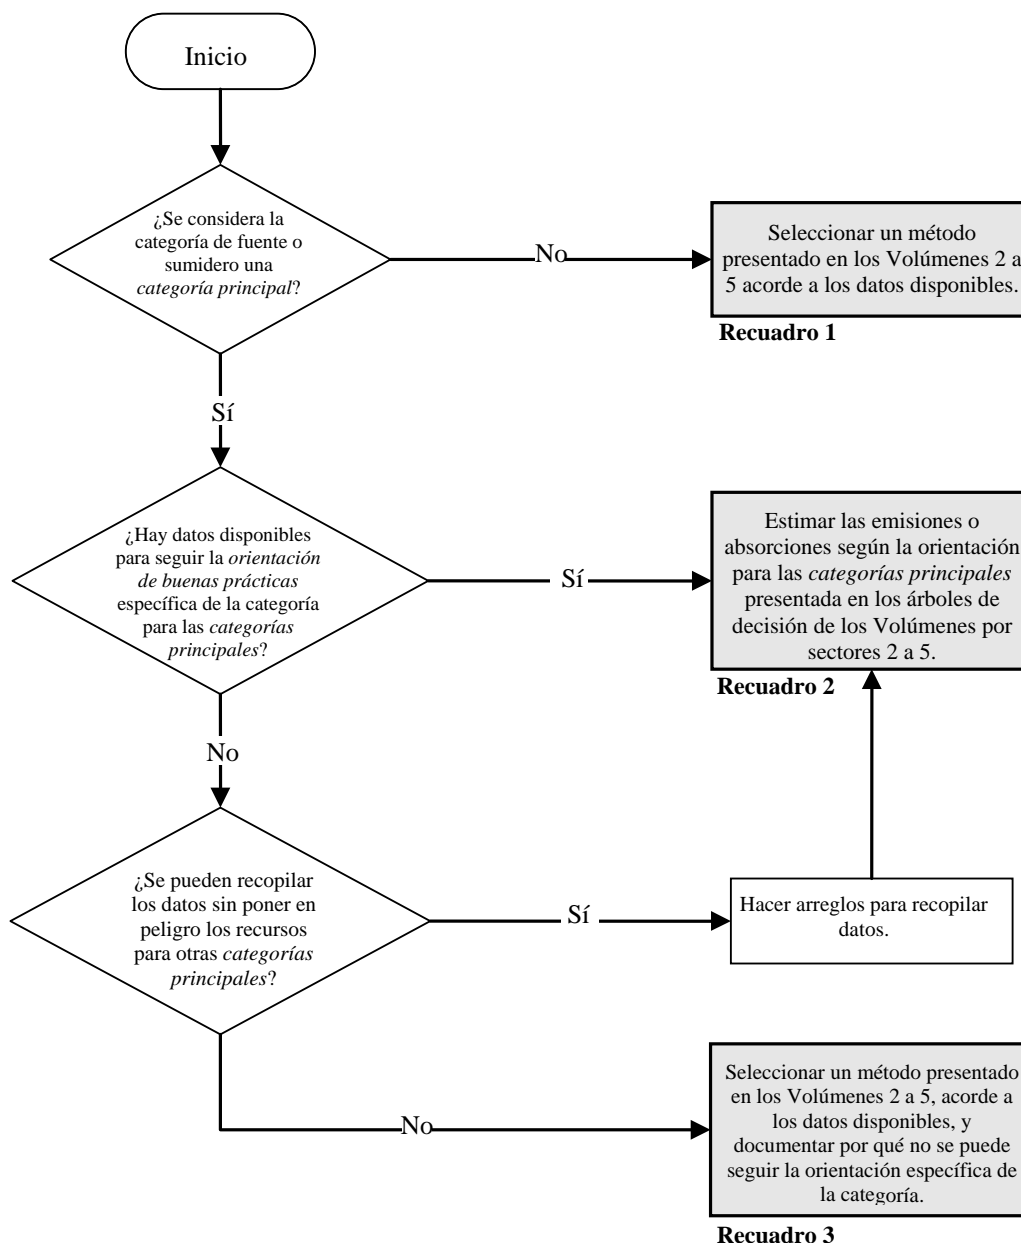 Inicio
¿Se considera la
categoría de fuente o
sumidero una
categoría principal?
No
Seleccionar un método
presentado en los Volúmenes 2 a
5 acorde a los datos disponibles.
Recuadro 1
Sí
¿Hay datos disponibles
para seguir la orientación
de buenas prácticas
específica de la categoría
para las categorías
principales?
Sí
Estimar las emisiones o
absorciones según la orientación
para las categorías principales
presentada en los árboles de
decisión de los Volúmenes por
sectores 2 a 5.
Recuadro 2
No
¿Se pueden recopilar
los datos sin poner en
peligro los recursos
para otras categorías
principales?
Sí
Hacer arreglos para recopilar
datos.
No
Seleccionar un método presentado
en los Volúmenes 2 a 5, acorde a
los datos disponibles, y
documentar por qué no se puede
seguir la orientación específica de
la categoría.
Recuadro 3